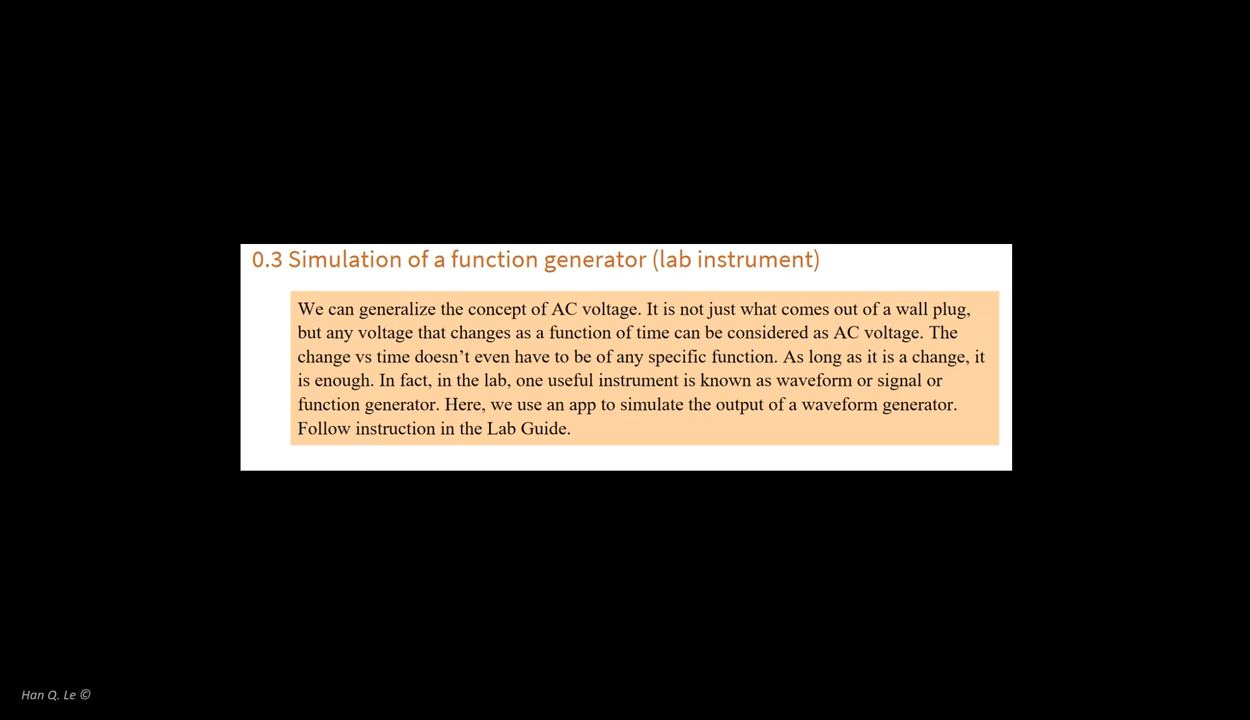 0.3 Simulation of a function generator (lab instrument)
We can generalize the concept of AC voltage. It is not just what comes out of a wall plug,
but any voltage that changes as a function of time can be considered as AC voltage. The
change vs time doesn’t even have to be of any specific function. As long as it is a change, it
is enough. In fact, in the lab, one useful instrument is known as waveform or signal or
function generator. Here, we use an app to simulate the output of a waveform generator.
Follow instruction in the Lab Guide.
Han Q. Le ©